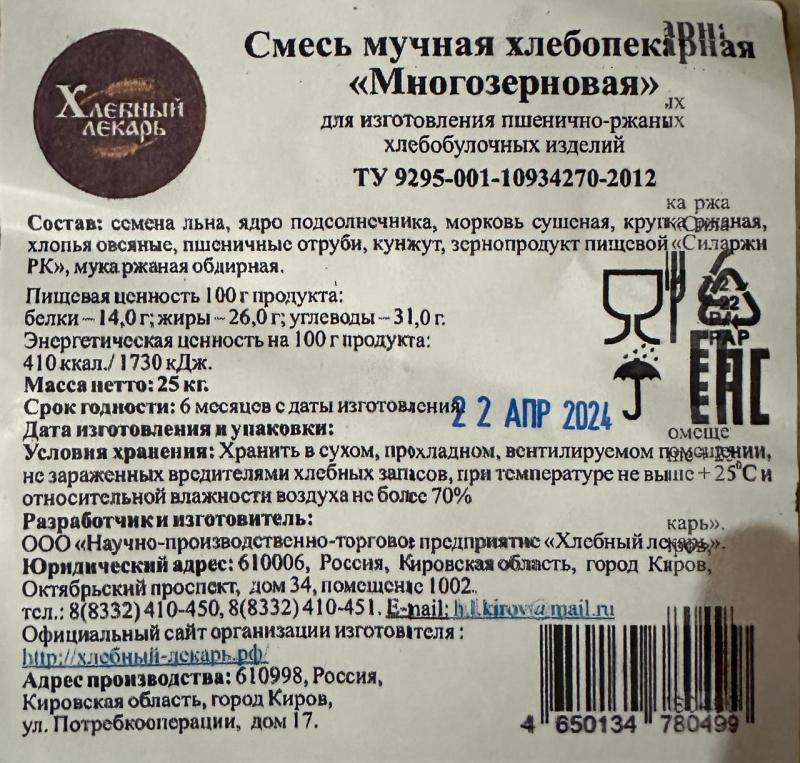 Хлебный
лекарь
Смесь мучная хлебопекарная
«Многозерновая»
для изготовления пшенично-ржаных
хлебобулочных изделий
ТУ 9295-001-10934270-2012
Состав: семена льна, ядро подсолнечника, морковь сушеная, крупка ржаная,
хлопья овсяные, пшеничные отруби, кунжут, зернопродукт пищевой «Силаржи
РК», мука ржаная обдирная.
Пищевая ценность 100 г продукта:
белки – 14,0 г; жиры – 26,0 г; углеводы – 31,0 г.
Энергетическая ценность на 100 г продукта:
410 ккал./ 1730 кДж.
Масса нетто: 25 кг.
Срок годности: 6 месяцев с даты изготовления
22 АПР 2024
Дата изготовления и упаковки:
Условия хранения: Хранить в сухом, прохладном, вентилируемом помещении,
не зараженных вредителями хлебных запасов, при температуре не выше + 25°С и
относительной влажности воздуха не более 70%
Разработчик и изготовитель:
ООО «Научно-производственно-торговое предприятие «Хлебный лекарь».
Юридический адрес: 610006, Россия, Кировская область, город Киров,
Октябрьский проспект, дом 34, помещение 1002.
тел.: 8(8332) 410-450, 8(8332) 410-451. E-mail: h.l.kirov@mail.ru
Официальный сайт организации изготовителя :
http://хлебный-лекарь.рф/
Адрес производства: 610998, Россия,
Кировская область, город Киров,
ул. Потребкооперации, дом 17.
PAP
EAC
4 650134 780499